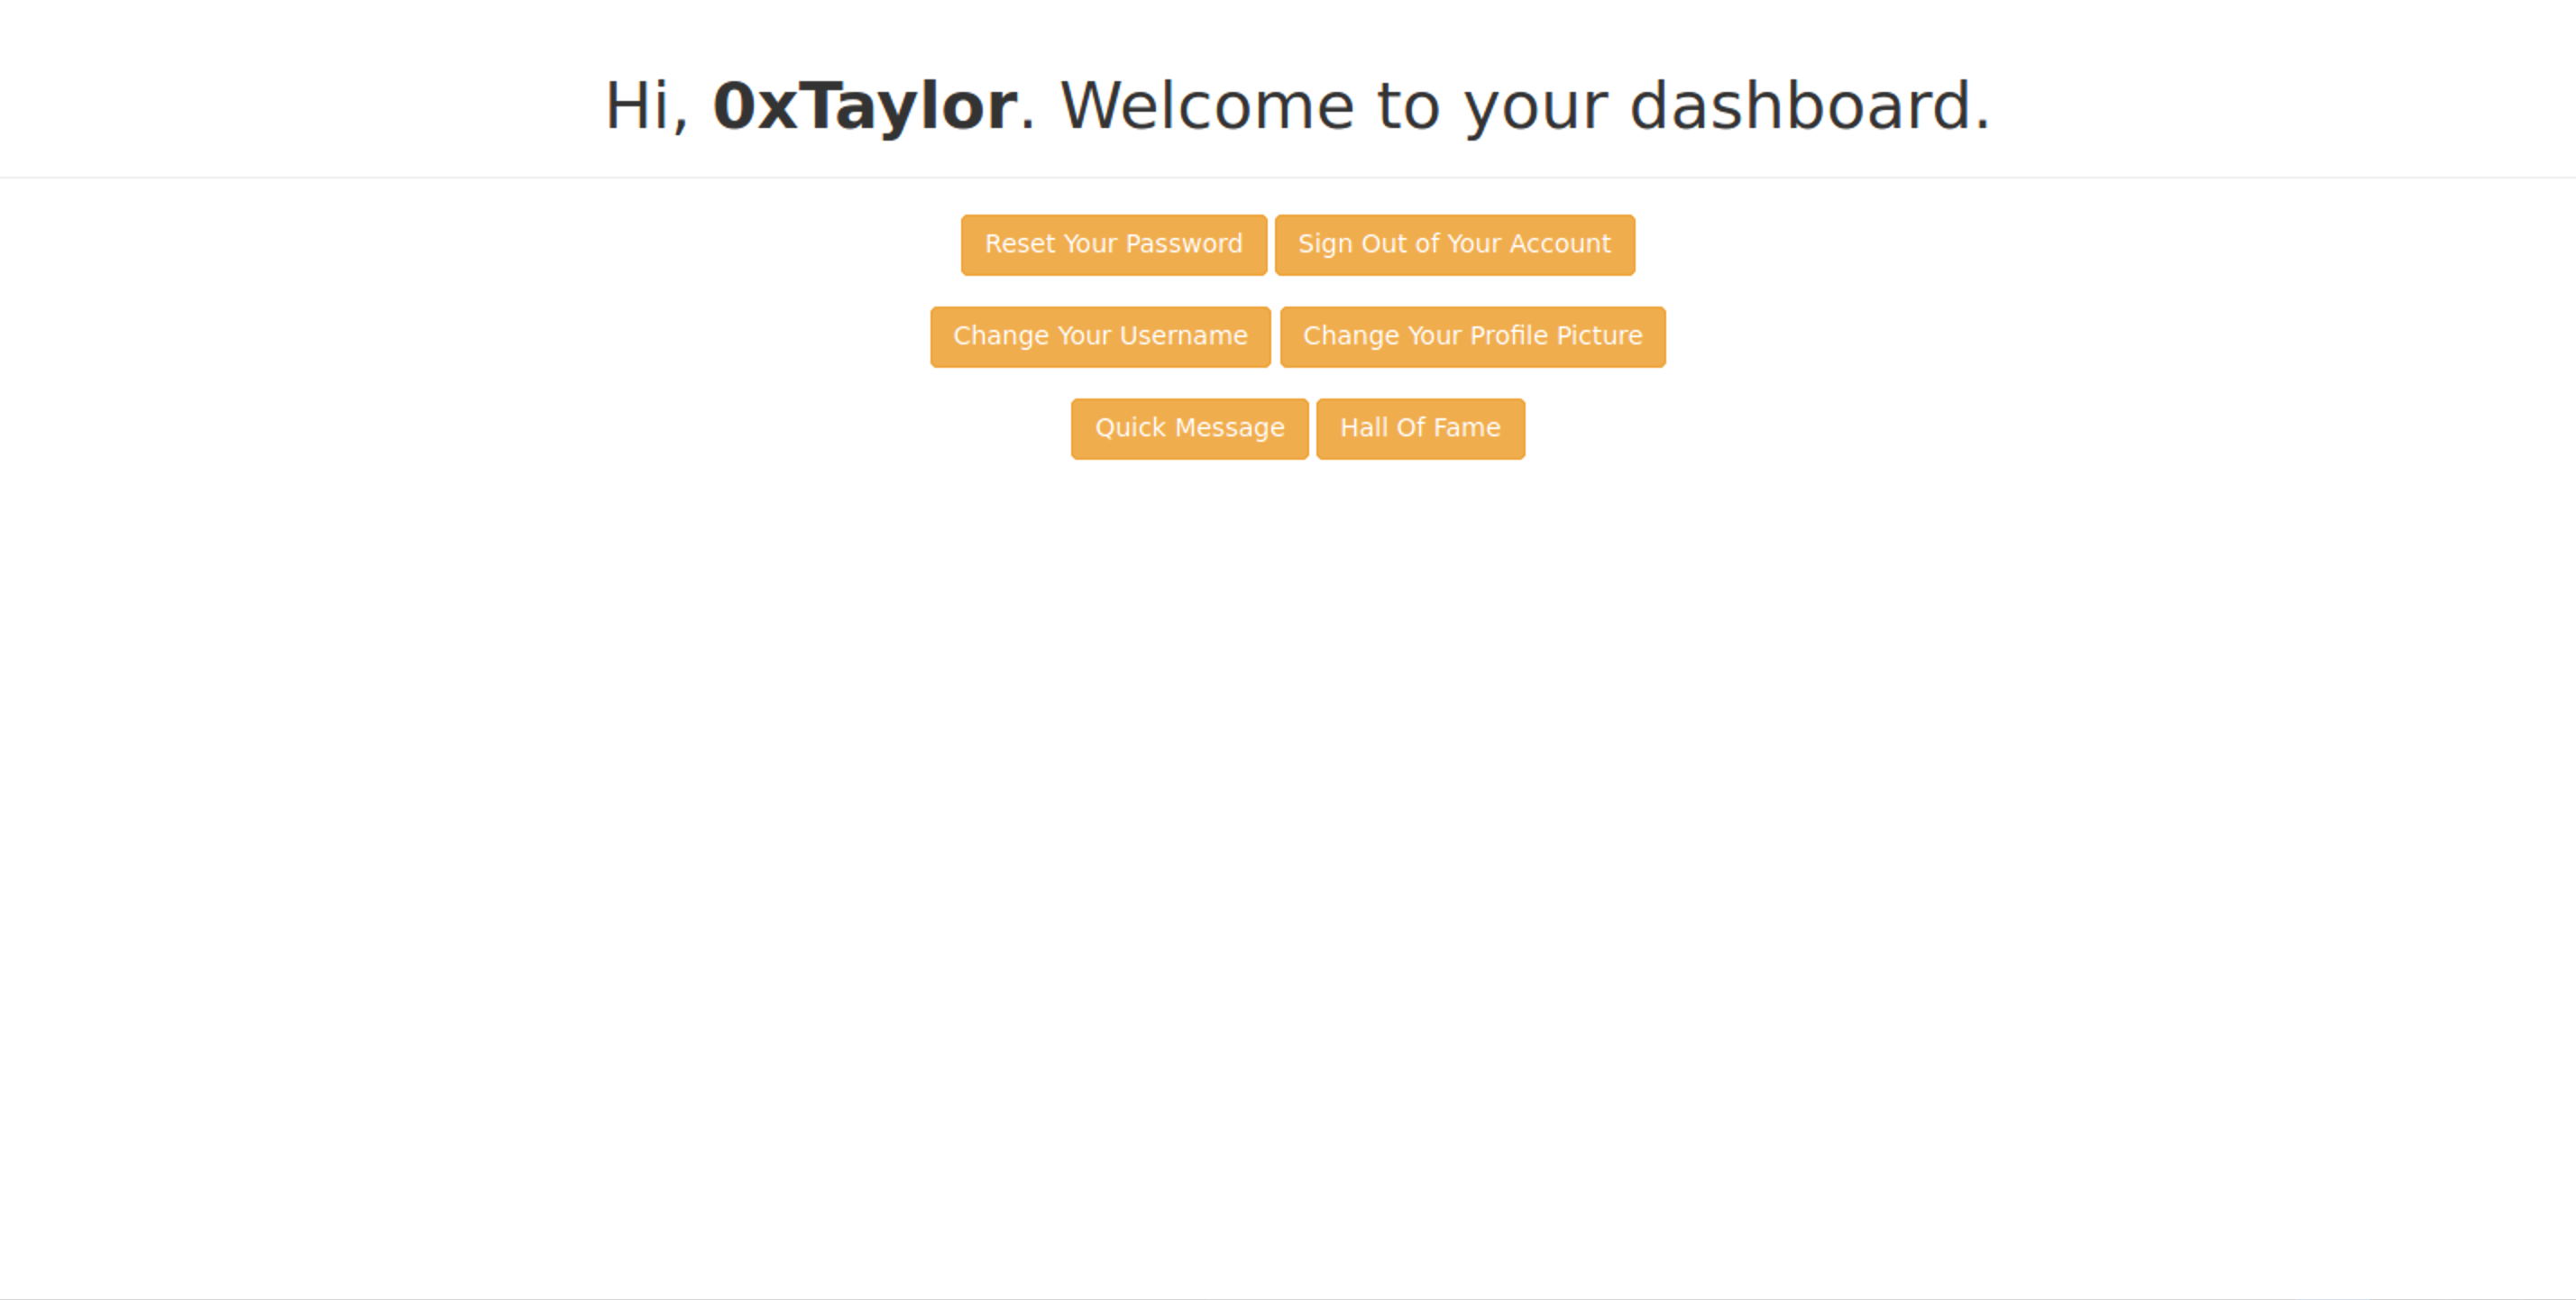 Hi, 0xTaylor. Welcome to your dashboard.
Reset Your Password Sign Out of Your Account
Change Your Username Change Your Profile Picture
Quick Message Hall Of Fame